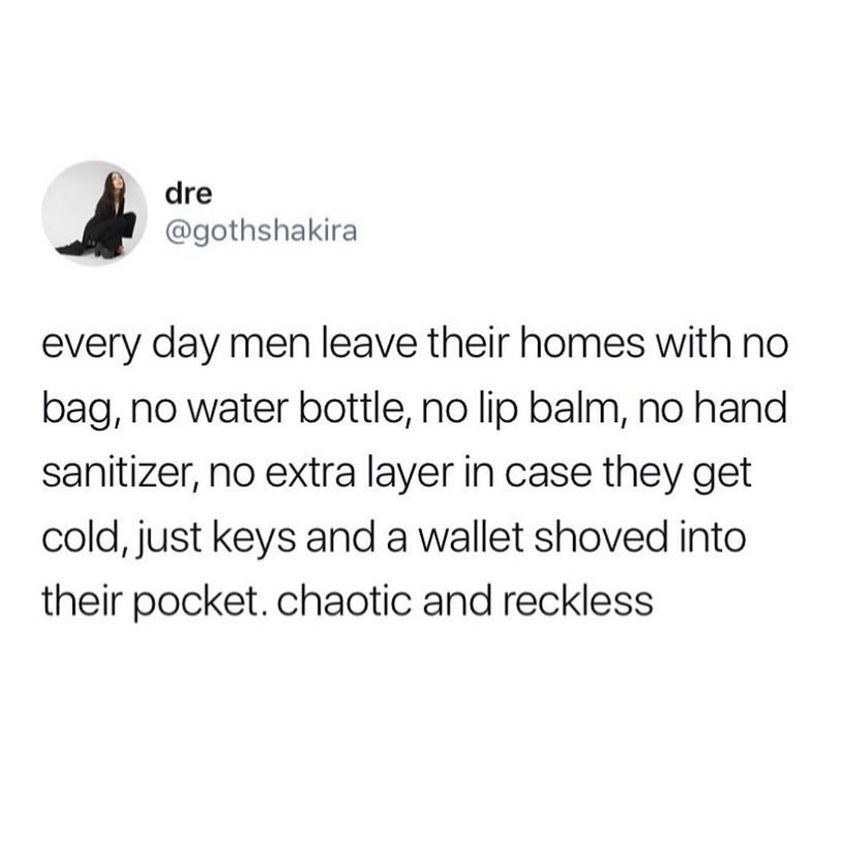 dre
@gothshakira
every day men leave their homes with no
bag, no water bottle, no lip balm, no hand
sanitizer, no extra layer in case they get
cold, just keys and a wallet shoved into
their pocket. chaotic and reckless